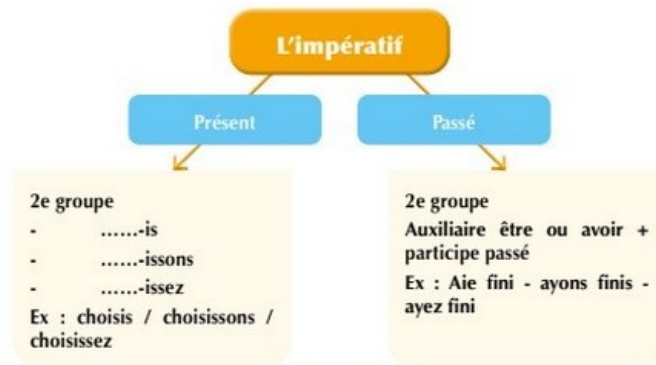 L'impératif
Présent
Passé
2e groupe
- ......-is
- ......-issons
- ......-issez
Ex : choisis / choisissons /
choisissez
2e groupe
Auxiliaire être ou avoir +
participe passé
Ex : Aie fini - ayons finis -
ayez fini